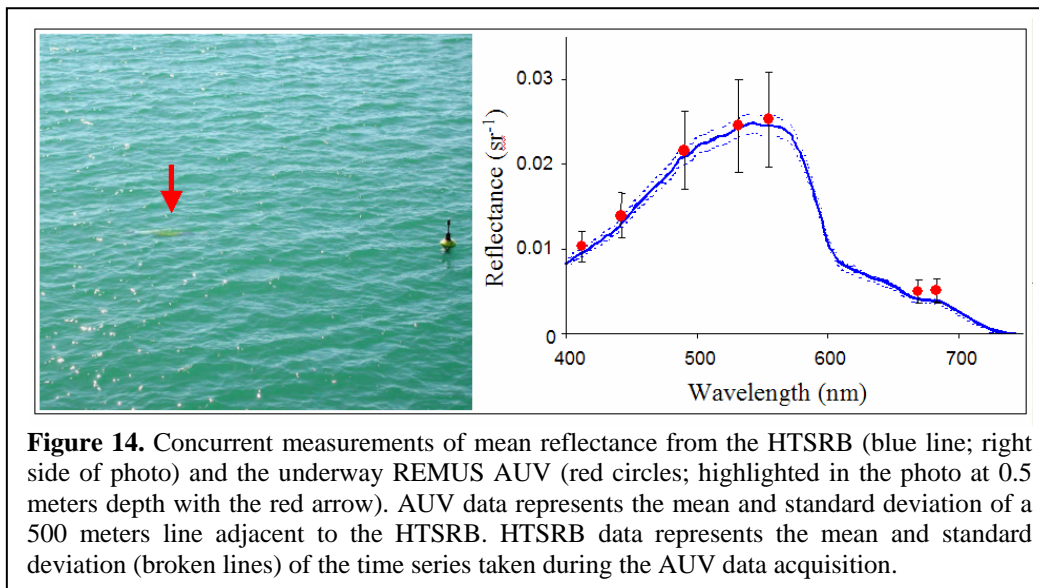 0.03
0.02
0.01
0
Reflectance (sr-1)
400 500 600 700
Wavelength (nm)
Figure 14. Concurrent measurements of mean reflectance from the HTSRB (blue line; right
side of photo) and the underway REMUS AUV (red circles; highlighted in the photo at 0.5
meters depth with the red arrow). AUV data represents the mean and standard deviation of a
500 meters line adjacent to the HTSRB. HTSRB data represents the mean and standard
deviation (broken lines) of the time series taken during the AUV data acquisition.